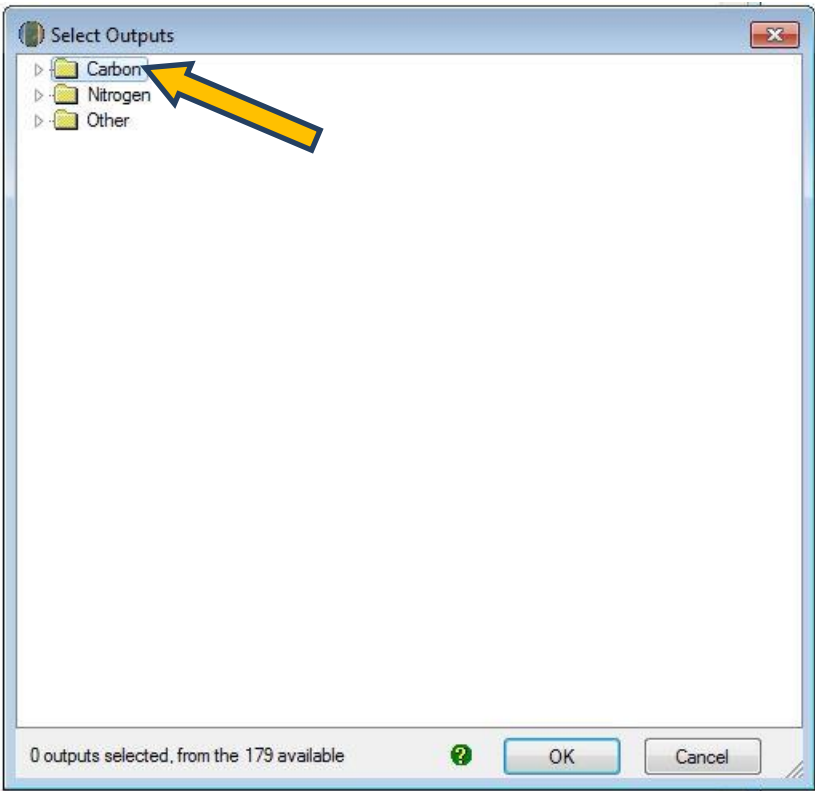 Select Outputs
Carbon
Nitrogen
Other
0 outputs selected, from the 179 available
?
OK
Cancel